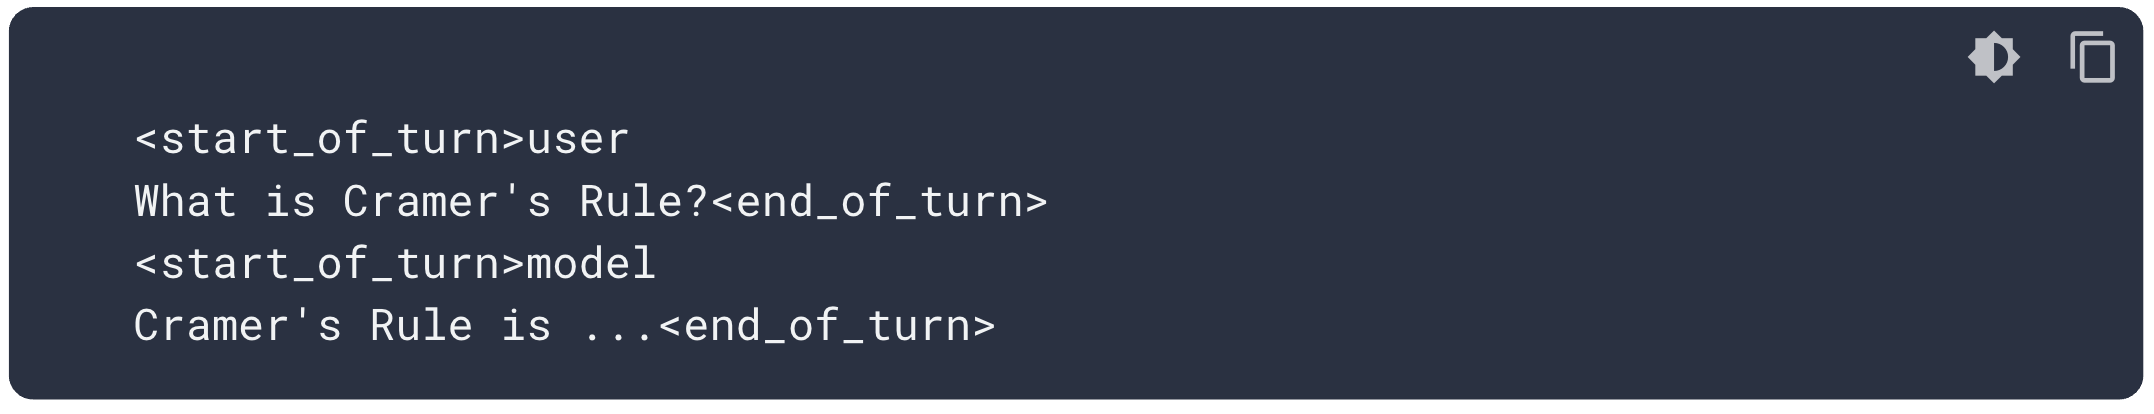 <start_of_turn>user
What is Cramer's Rule?<end_of_turn>
<start_of_turn>model
Cramer's Rule is ...<end_of_turn>